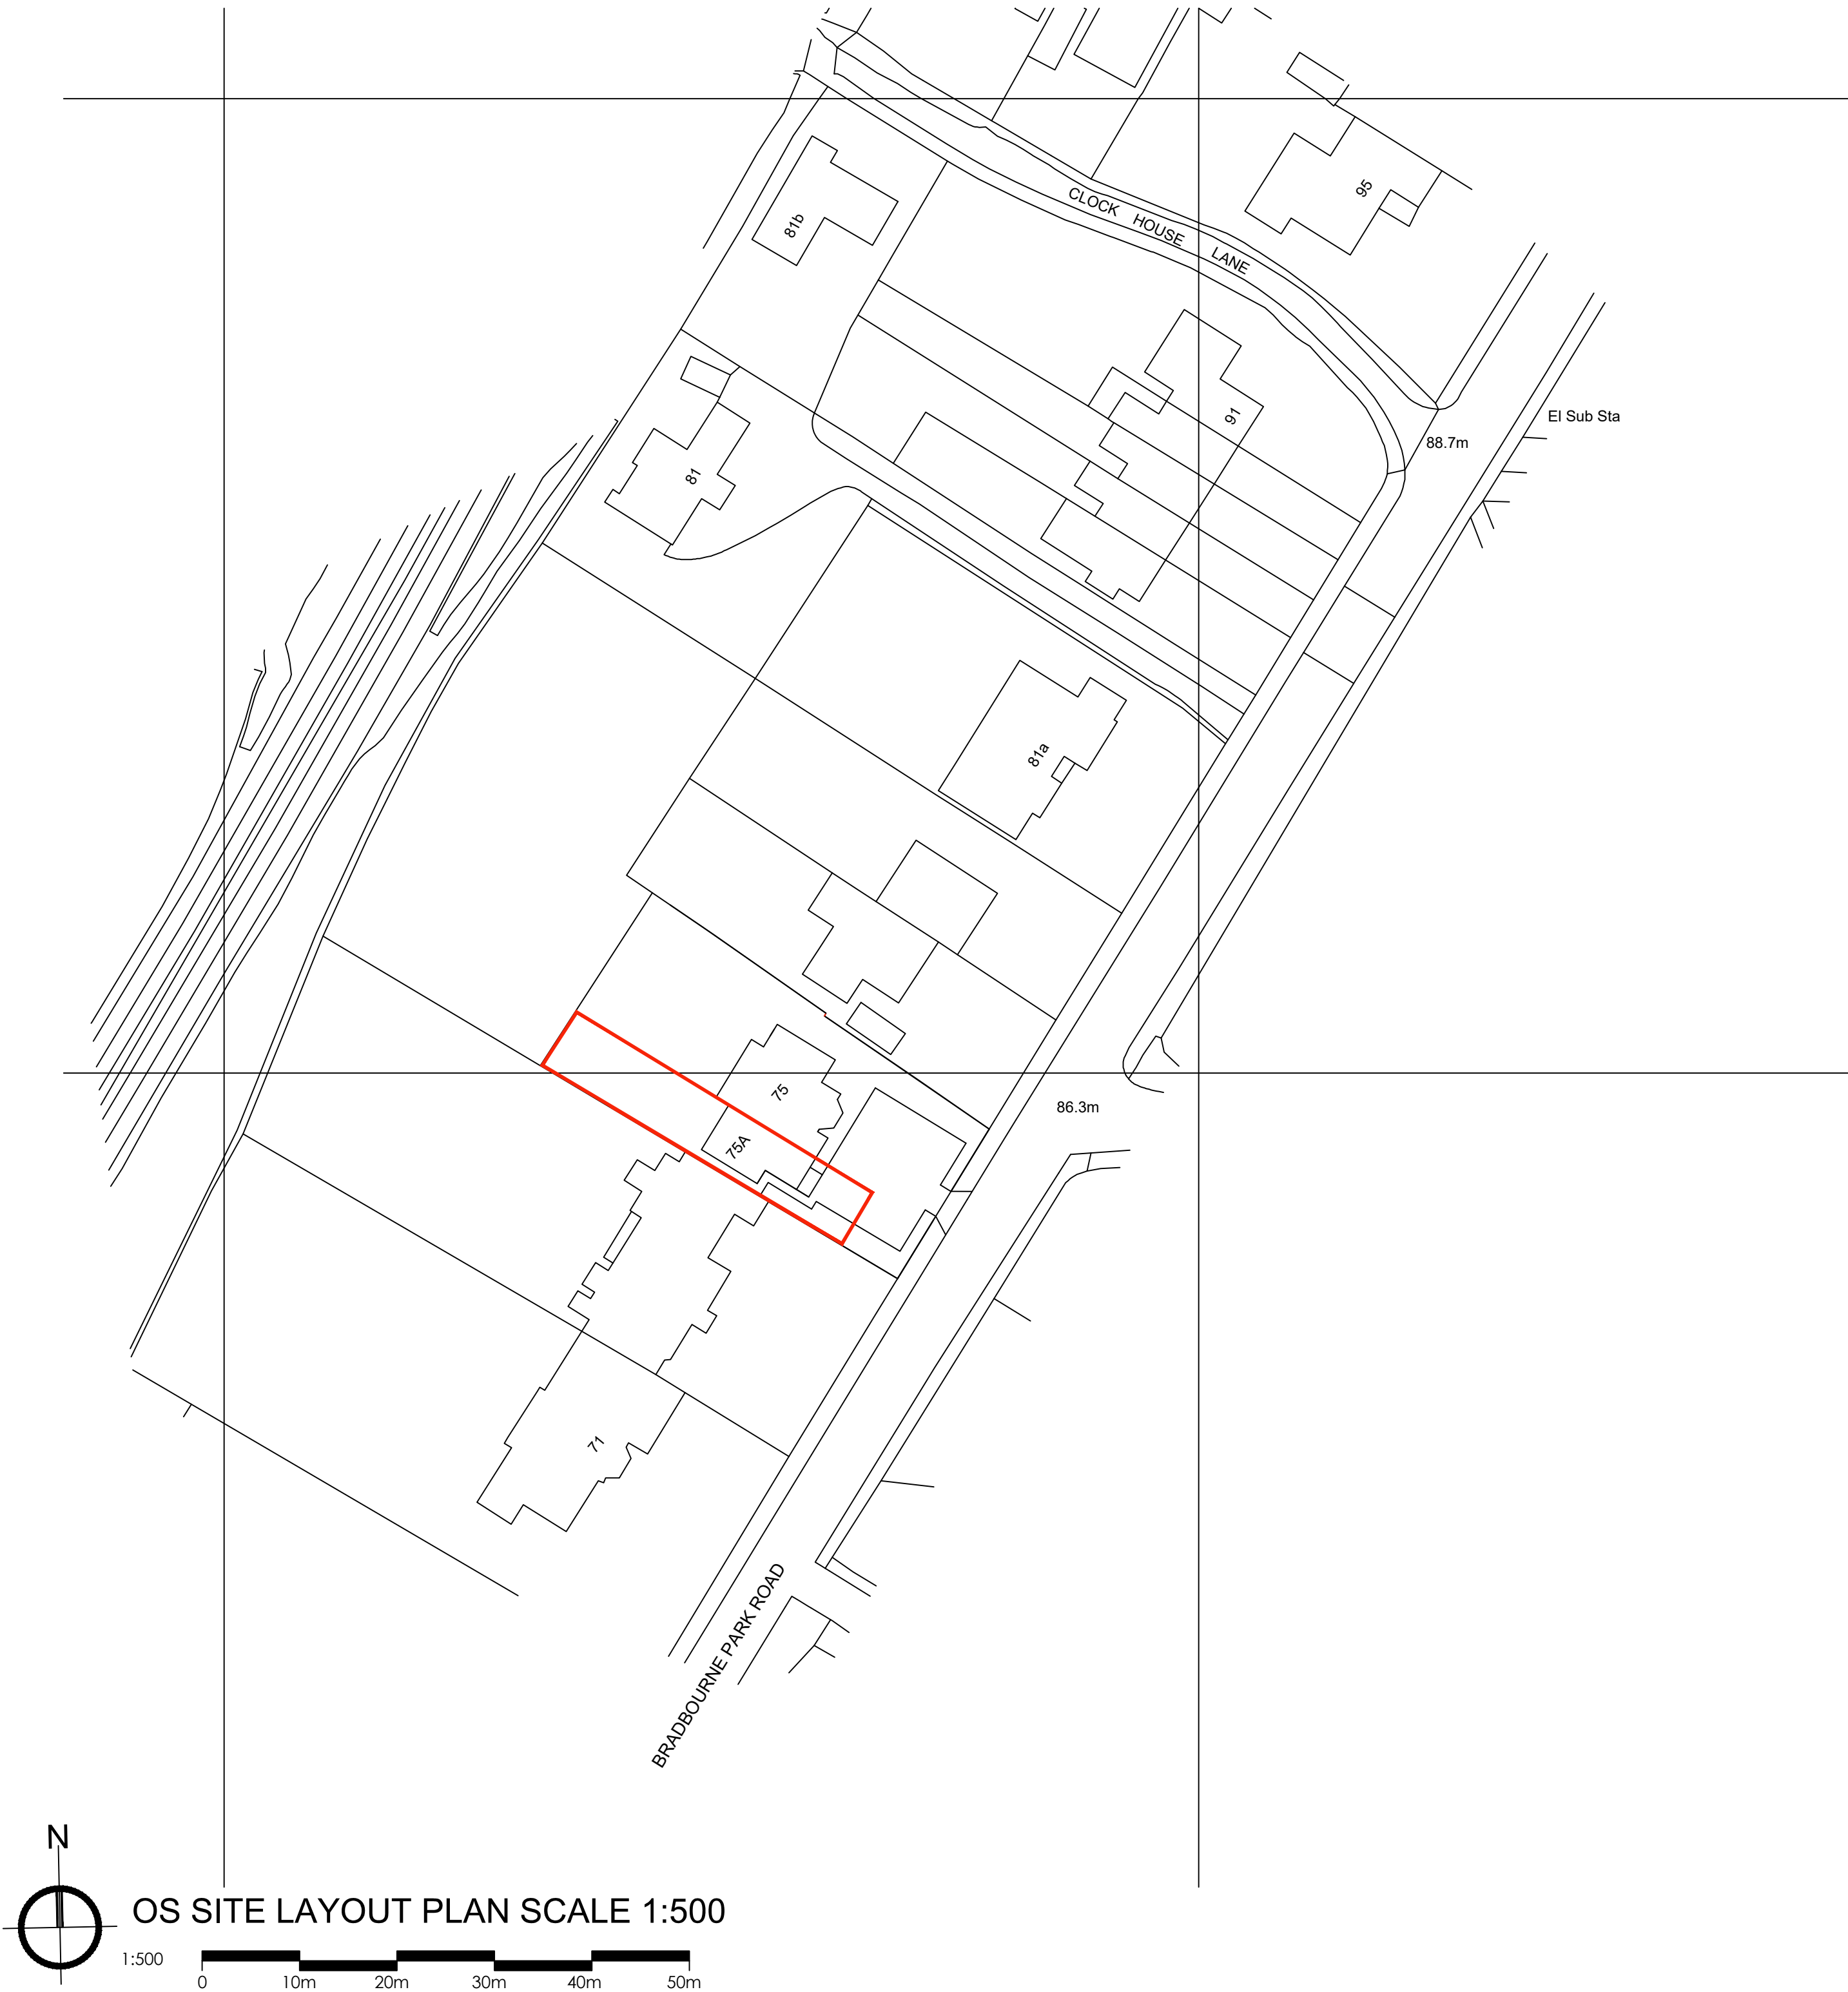 95
81b
CLOCK HOUSE LANE
91
El Sub Sta
88.7m
81
81a
75
86.3m
75A
71
BRADBOURNE PARK ROAD
N
OS SITE LAYOUT PLAN SCALE 1:500
1:500
0 10m 20m 30m 40m 50m